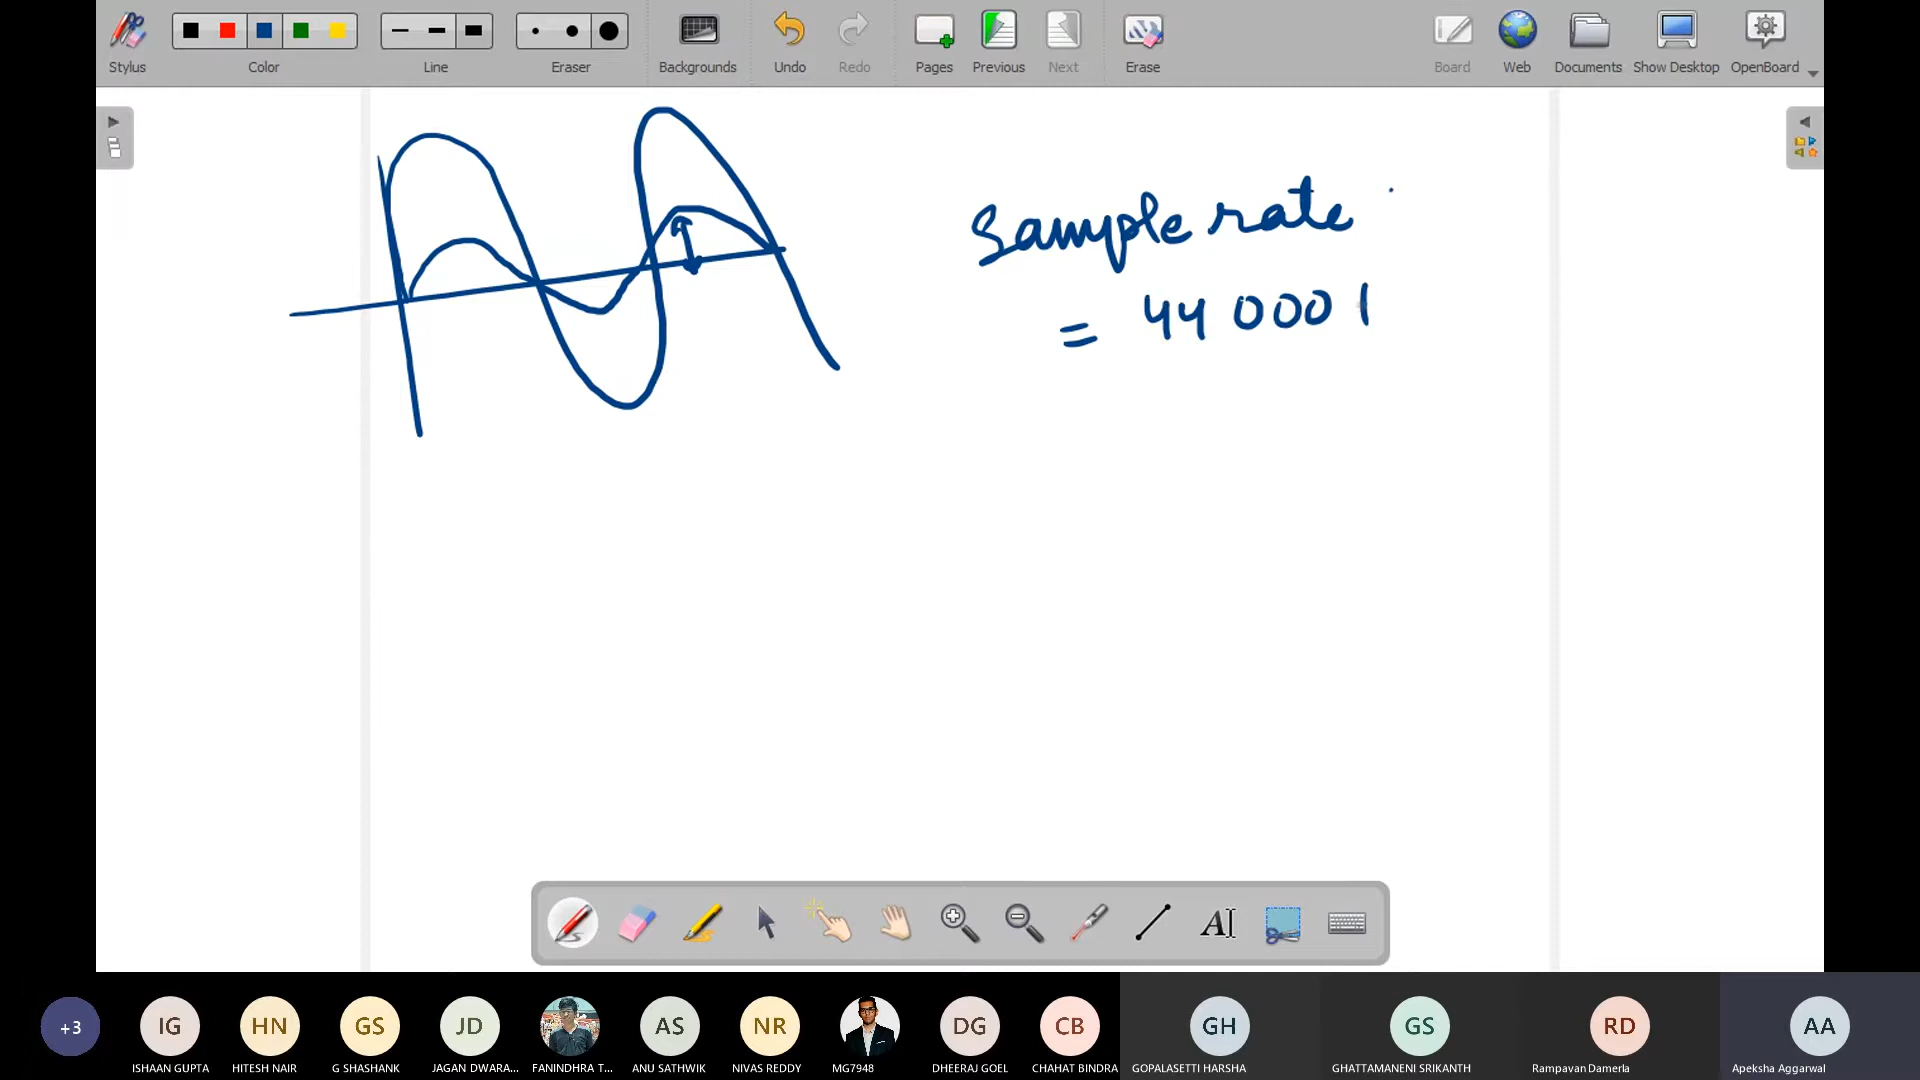 Stylus
Color
Line
Eraser
Backgrounds
Undo
Redo
Pages
Previous
Next
Erase
Board
Web
Documents
Show Desktop
OpenBoard
Sample rate
= 44 000 |
AI
+3
IG
HN
GS
JD
AS
NR
DG
CB
GH
GS
RD
AA
ISHAAN GUPTA
HITESH NAIR
G SHASHANK
JAGAN DWARA...
FANINDHRA T...
ANU SATHWIK
NIVAS REDDY
MG7948
DHEERAJ GOEL
CHAHAT BINDRA
GOPALASETTI HARSHA
GHATTAMANENI SRIKANTH
Rampavan Damerla
Apeksha Aggarwal